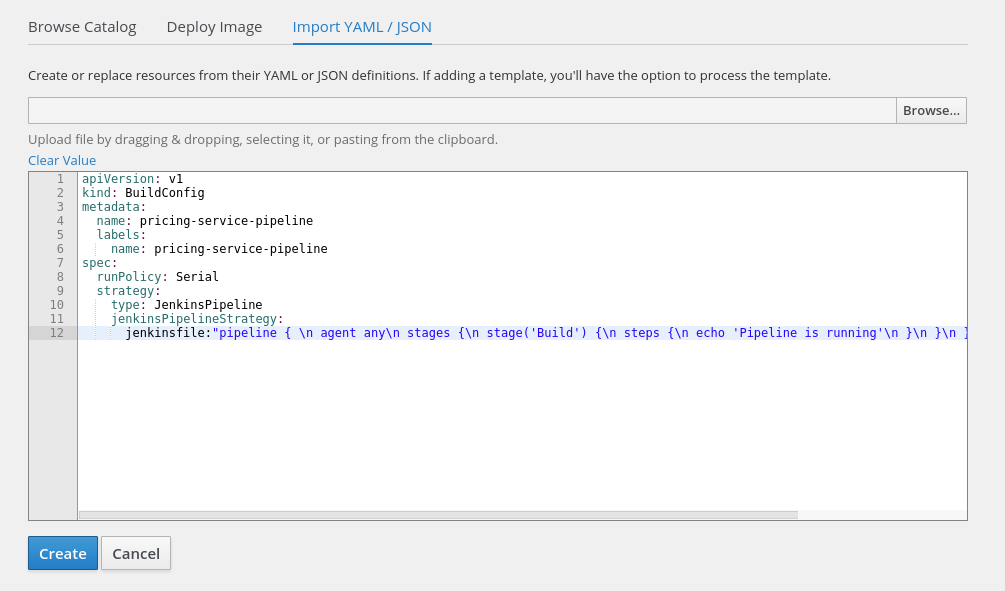 Browse Catalog Deploy Image Import YAML / JSON
Create or replace resources from their YAML or JSON definitions. If adding a template, you'll have the option to process the template.
Browse...
Upload file by dragging & dropping, selecting it, or pasting from the clipboard.
Clear Value
1 apiVersion: v1
2 kind: BuildConfig
3 metadata:
4   name: pricing-service-pipeline
5   labels:
6     name: pricing-service-pipeline
7 spec:
8   runPolicy: Serial
9   strategy:
10     type: JenkinsPipeline
11     jenkinsPipelineStrategy:
12       jenkinsfile:"pipeline { \n agent any\n stages {\n stage('Build') {\n steps {\n echo 'Pipeline is running'\n }\n }\n }
Create Cancel